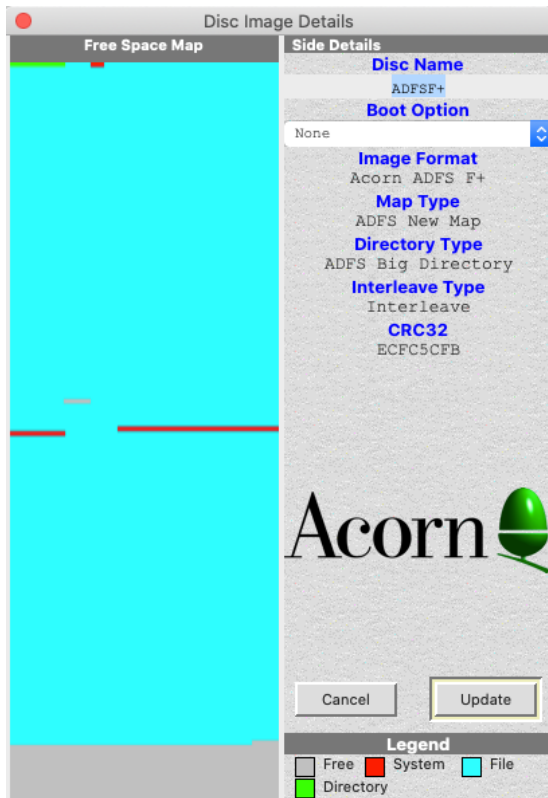 Disc Image Details
Free Space Map
Side Details
Disc Name
ADFSF+
Boot Option
None
Image Format
Acorn ADFS F+
Map Type
ADFS New Map
Directory Type
ADFS Big Directory
Interleave Type
Interleave
CRC32
ECFC5CFB
Acorn
Cancel
Update
Legend
Free System File
Directory